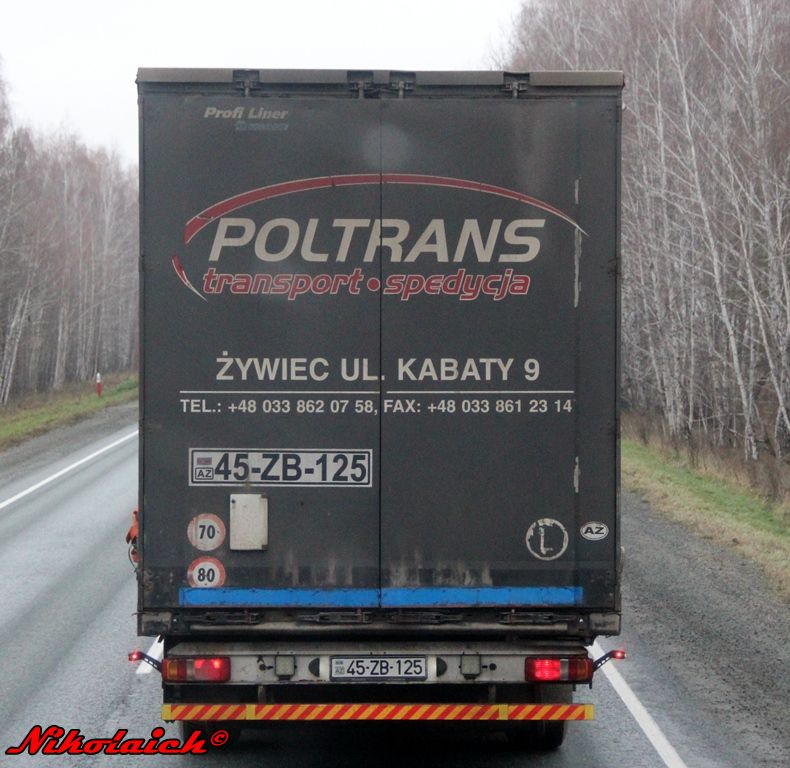 Profi Liner
POLTRANS
transport • spedycja
ŻYWIEC UL. KABATY 9
TEL.: +48 033 862 07 58, FAX: +48 033 861 23 14
AZ 45-ZB-125
70
80
L
AZ
45-ZB-125
Nikolaich©